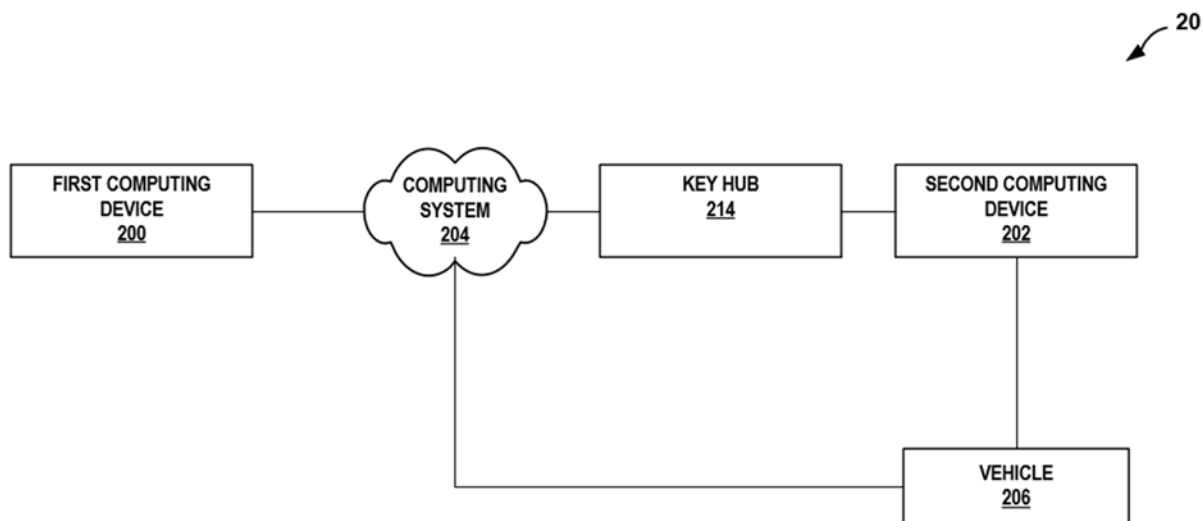 20
FIRST COMPUTING
DEVICE
200
COMPUTING
SYSTEM
204
KEY HUB
214
SECOND COMPUTING
DEVICE
202
VEHICLE
206